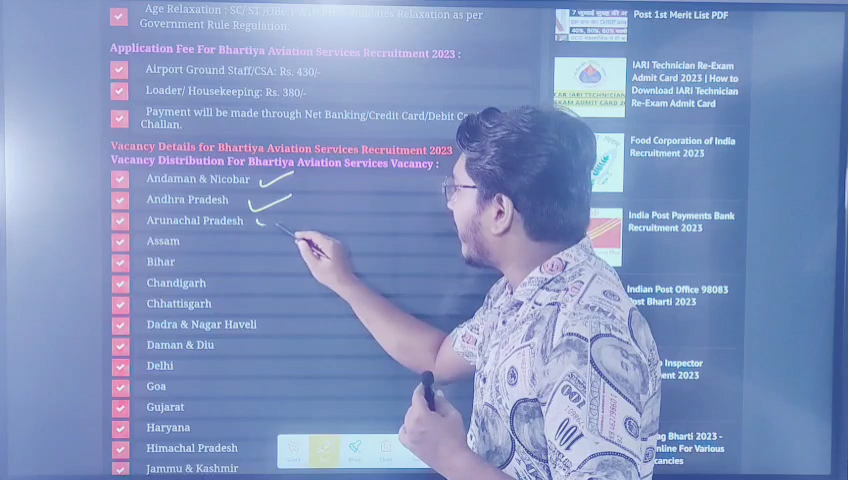 Age Relaxation : SC/ ST /OBC
Relaxation as per
Government Rule Regulation.
Application Fee For Bhartiya Aviation Services Recruitment 2023 :
Airport Ground Staff/CSA: Rs. 430/-
Loader/ Housekeeping: Rs. 380/-
Payment will be made through Net Banking/Credit Card/Debit
Challan.
Vacancy Details for Bhartiya Aviation Services Recruitment 2023
Vacancy Distribution For Bhartiya Aviation Services Vacancy :
Andaman & Nicobar
Andhra Pradesh
Arunachal Pradesh
Assam
Bihar
Chandigarh
Chhattisgarh
Dadra & Nagar Haveli
Daman & Diu
Delhi
Goa
Gujarat
Haryana
Himachal Pradesh
Jammu & Kashmir
Post 1st Merit List PDF
IARI Technician Re-Exam
Admit Card 2023 | How to
Download IARI Technician
Re-Exam Admit Card
Food Corporation of India
Recruitment 2023
India Post Payments Bank
Recruitment 2023
Indian Post Office 98083
Post Bharti 2023
Inspector
2023
Bharti 2023 -
Online For Various
100